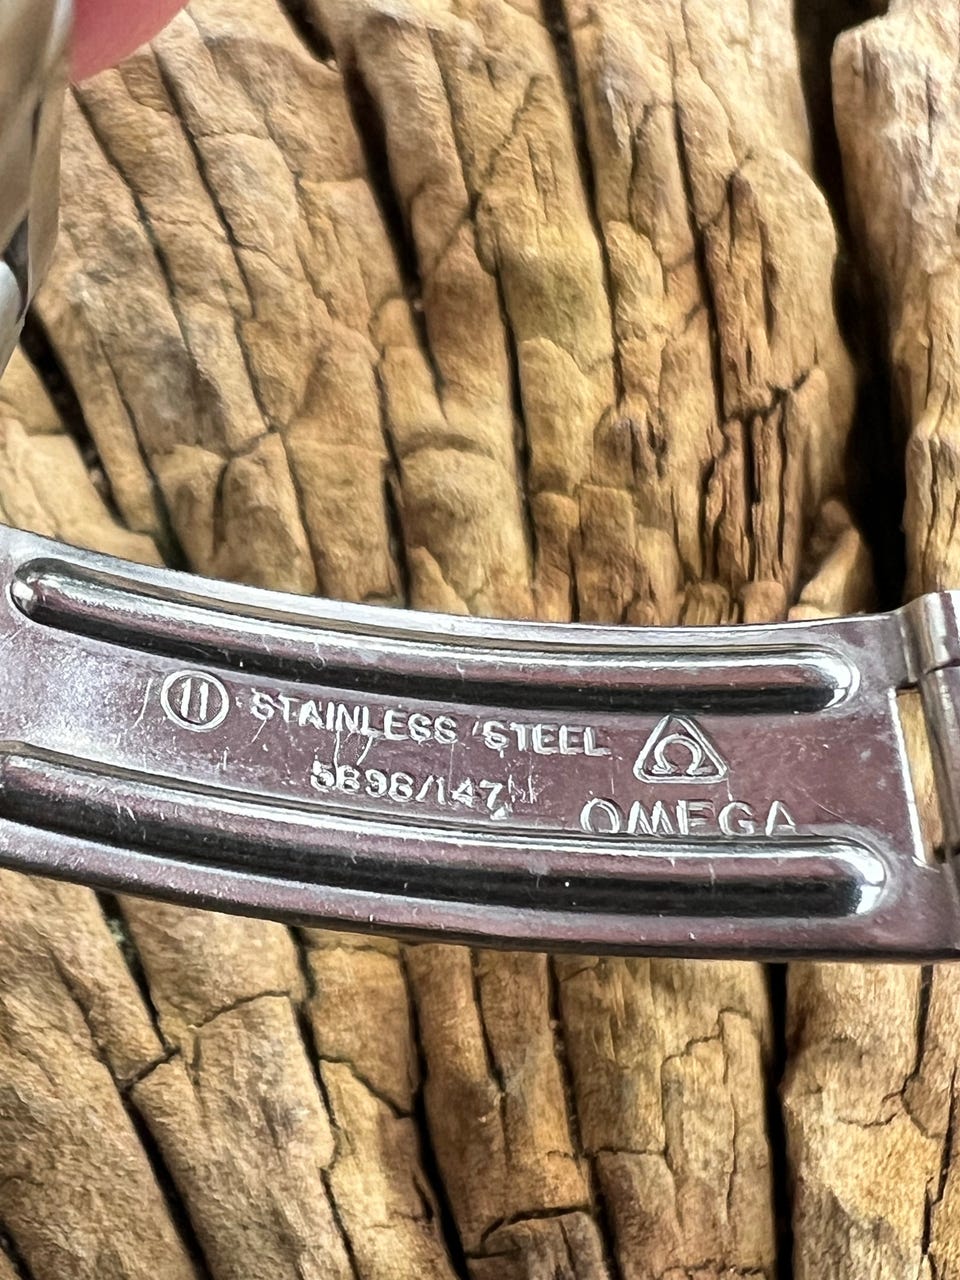 11 STAINLESS STEEL Ω
5898/147
OMEGA